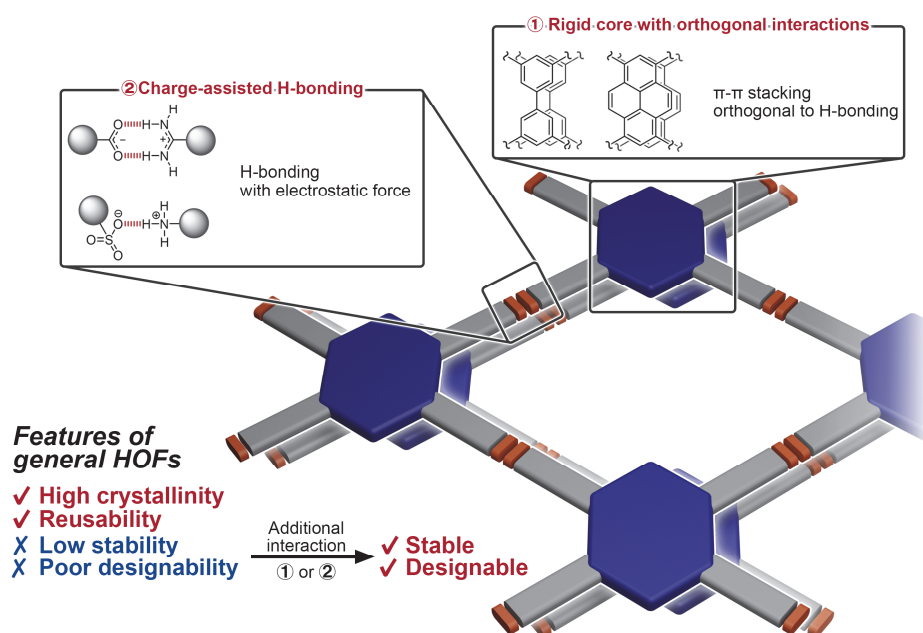 ① Rigid core with orthogonal interactions
π-π stacking
orthogonal to H-bonding
② Charge-assisted H-bonding
O
H–N
H
−
+
O
H–N
H
H-bonding
with electrostatic force
⊖
O
H
⊕
H–N
H
O=S
O
Features of
general HOFs
✓ High crystallinity
✓ Reusability
✗ Low stability
✗ Poor designability
Additional
interaction
① or ②
✓ Stable
✓ Designable